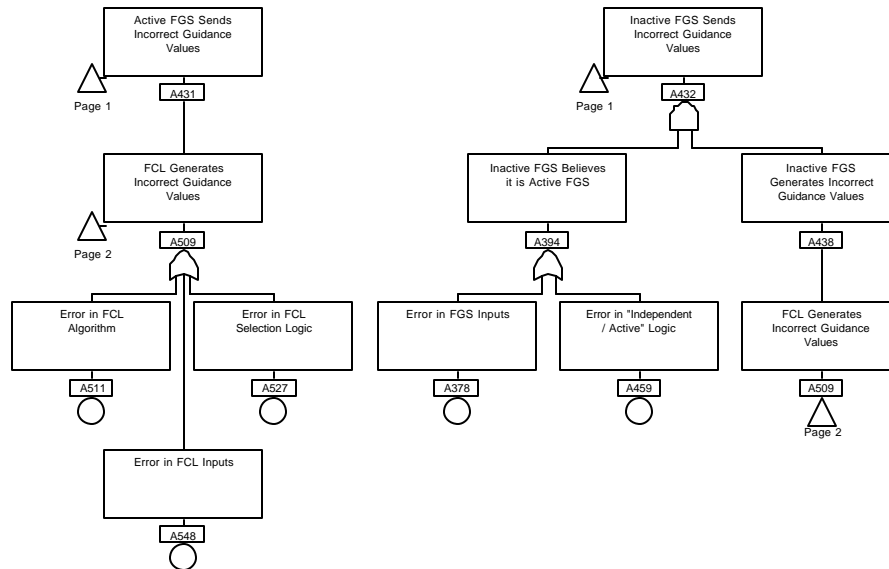 Active FGS Sends
Incorrect Guidance
Values
Page 1
A431
FCL Generates
Incorrect Guidance
Values
Page 2
A509
Error in FCL
Algorithm
A511
Error in FCL
Selection Logic
A527
Error in FCL Inputs
A548
Inactive FGS Sends
Incorrect Guidance
Values
Page 1
A432
Inactive FGS Believes
it is Active FGS
A394
Error in FGS Inputs
A378
Error in "Independent
/ Active" Logic
A459
Inactive FGS
Generates Incorrect
Guidance Values
A438
FCL Generates
Incorrect Guidance
Values
A509
Page 2